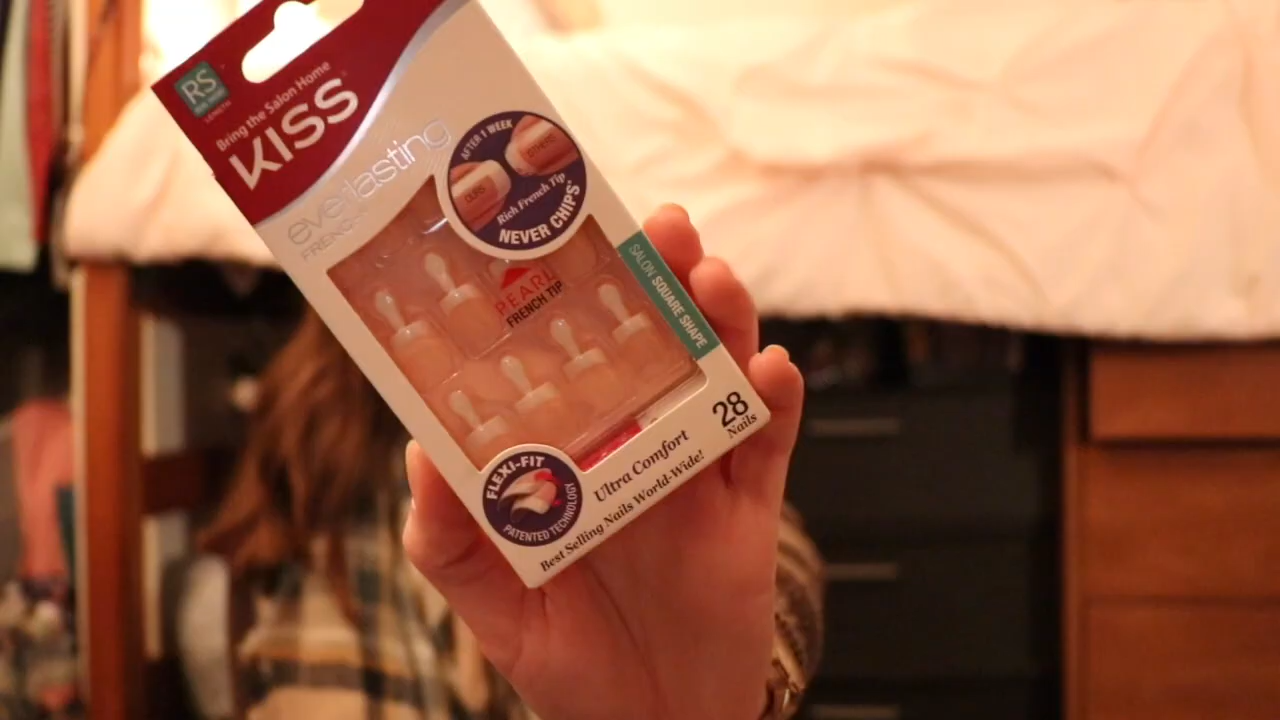 RS
LENGTH
Bring the Salon Home
KISS
everlasting
FRENCH
AFTER 1 WEEK
OURS
OTHERS
Rich French Tip
NEVER CHIPS
PEARL
FRENCH TIP
SALON SQUARE SHAPE
28
Nails
FLEXI-FIT
PATENTED TECHNOLOGY
Ultra Comfort
Best Selling Nails World-Wide!